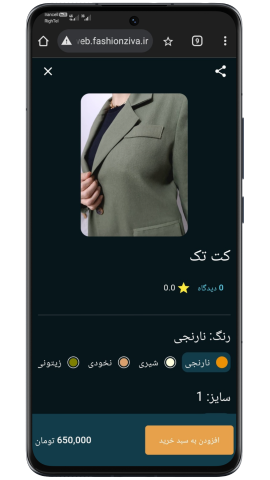 eb.fashionziva.ir
9
کت تک
0.0 0 دیدگاه
رنگ: نارنجی
نارنجی شیری نخودی زیتونی
سایز: 1
افزودن به سبد خرید
650,000 تومان